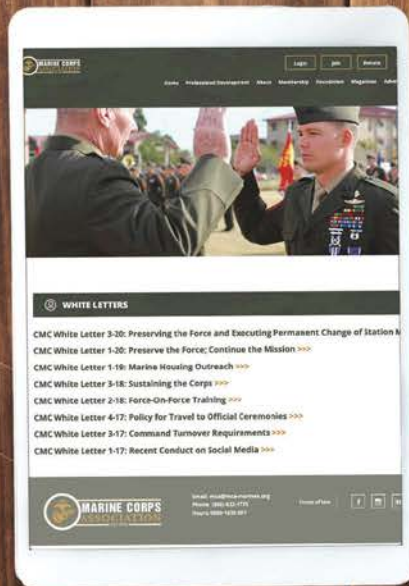 MARINE CORPS
Login Join Donate
Home Professional Development About Membership Foundation Magazines
WHITE LETTERS
CMC White Letter 3-20: Preserving the Force and Executing Permanent Change of Station M
CMC White Letter 1-20: Preserve the Force; Continue the Mission >>>
CMC White Letter 1-19: Marine Housing Outreach >>>
CMC White Letter 3-18: Sustaining the Corps >>>
CMC White Letter 2-18: Force-On-Force Training >>>
CMC White Letter 4-17: Policy for Travel to Official Ceremonies >>>
CMC White Letter 3-17: Command Turnover Requirements >>>
CMC White Letter 1-17: Recent Conduct on Social Media >>>
MARINE CORPS
ASSOCIATION
Terms of Use
f